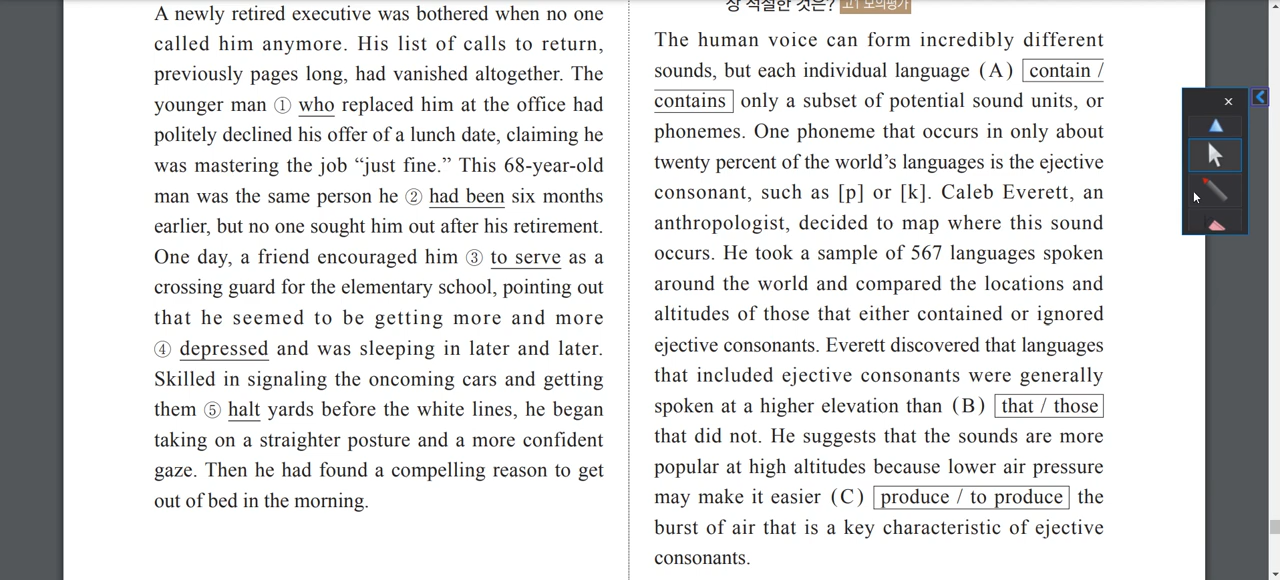 A newly retired executive was bothered when no one
called him anymore. His list of calls to return,
previously pages long, had vanished altogether. The
younger man ① who replaced him at the office had
politely declined his offer of a lunch date, claiming he
was mastering the job “just fine.” This 68-year-old
man was the same person he ② had been six months
earlier, but no one sought him out after his retirement.
One day, a friend encouraged him ③ to serve as a
crossing guard for the elementary school, pointing out
that he seemed to be getting more and more
④ depressed and was sleeping in later and later.
Skilled in signaling the oncoming cars and getting
them ⑤ halt yards before the white lines, he began
taking on a straighter posture and a more confident
gaze. Then he had found a compelling reason to get
out of bed in the morning.
장 적절한 것은? 고1 모의평가
The human voice can form incredibly different
sounds, but each individual language (A) contain /
contains only a subset of potential sound units, or
phonemes. One phoneme that occurs in only about
twenty percent of the world’s languages is the ejective
consonant, such as [p] or [k]. Caleb Everett, an
anthropologist, decided to map where this sound
occurs. He took a sample of 567 languages spoken
around the world and compared the locations and
altitudes of those that either contained or ignored
ejective consonants. Everett discovered that languages
that included ejective consonants were generally
spoken at a higher elevation than (B) that / those
that did not. He suggests that the sounds are more
popular at high altitudes because lower air pressure
may make it easier (C) produce / to produce the
burst of air that is a key characteristic of ejective
consonants.